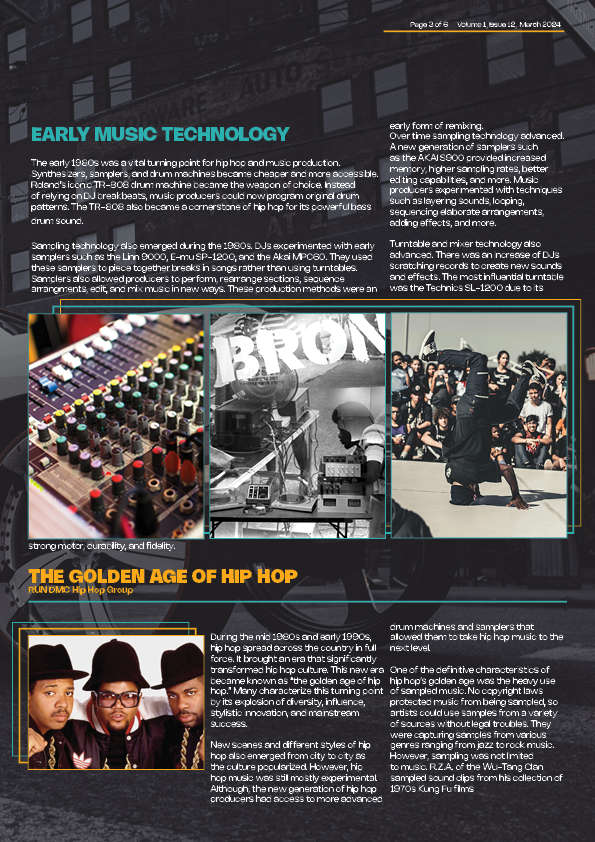 Page 3 of 6 Volume 1, Issue 12, March 2024
EARLY MUSIC TECHNOLOGY
The early 1980s was a vital turning point for hip hop and music production.
Synthesizers, samplers, and drum machines became cheaper and more accessible.
Roland's iconic TR-808 drum machine became the weapon of choice. Instead
of relying on DJ breakbeats, music producers could now program original drum
patterns. The TR-808 also became a cornerstone of hip hop for its powerful bass
drum sound.
Sampling technology also emerged during the 1980s. DJs experimented with early
samplers such as the Linn 9000, E-mu SP-1200, and the Akai MPC60. They used
these samplers to piece together breaks in songs rather than using turntables.
Samplers also allowed producers to perform, rearrange sections, sequence
arrangments, edit, and mix music in new ways. These production methods were an
early form of remixing.
Over time sampling technology advanced.
A new generation of samplers such
as the AKAI S900 provided increased
memory, higher sampling rates, better
editing capabilities, and more. Music
producers experimented with techniques
such as layering sounds, looping,
sequencing elaborate arrangements,
adding effects, and more.
Turntable and mixer technology also
advanced. There was an increase of DJs
scratching records to create new sounds
and effects. The most influential turntable
was the Technics SL-1200 due to its
BRON
strong motor, durability, and fidelity.
THE GOLDEN AGE OF HIP HOP
RUN DMC Hip Hop Group
During the mid 1980s and early 1990s,
hip hop spread across the country in full
force. It brought an era that significantly
transformed hip hop culture. This new era
became known as "the golden age of hip
hop." Many characterize this turning point
by its explosion of diversity, influence,
stylistic innovation, and mainstream
success.
New scenes and different styles of hip
hop also emerged from city to city as
the culture popularized. However, hip
hop music was still mostly experimental.
Although, the new generation of hip hop
producers had access to more advanced
drum machines and samplers that
allowed them to take hip hop music to the
next level.
One of the definitive characteristics of
hip hop's golden age was the heavy use
of sampled music. No copyright laws
protected music from being sampled, so
artists could use samples from a variety
of sources without legal troubles. They
were capturing samples from various
genres ranging from jazz to rock music.
However, sampling was not limited
to music. R.Z.A. of the Wu-Tang Clan
sampled sound clips from his collection of
1970s Kung Fu films